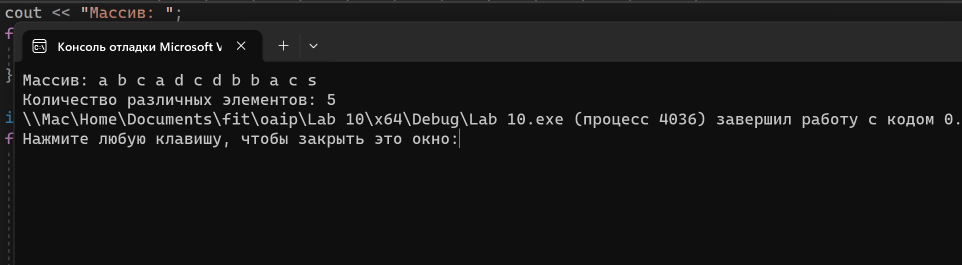 cout << "Массив: ";
f
Консоль отладки Microsoft V
}
Массив: a b c a d c d b b a c s
Количество различных элементов: 5
i
\\Mac\Home\Documents\fit\oaip\Lab 10\x64\Debug\Lab 10.exe (процесс 4036) завершил работу с кодом 0.
f
Нажмите любую клавишу, чтобы закрыть это окно: